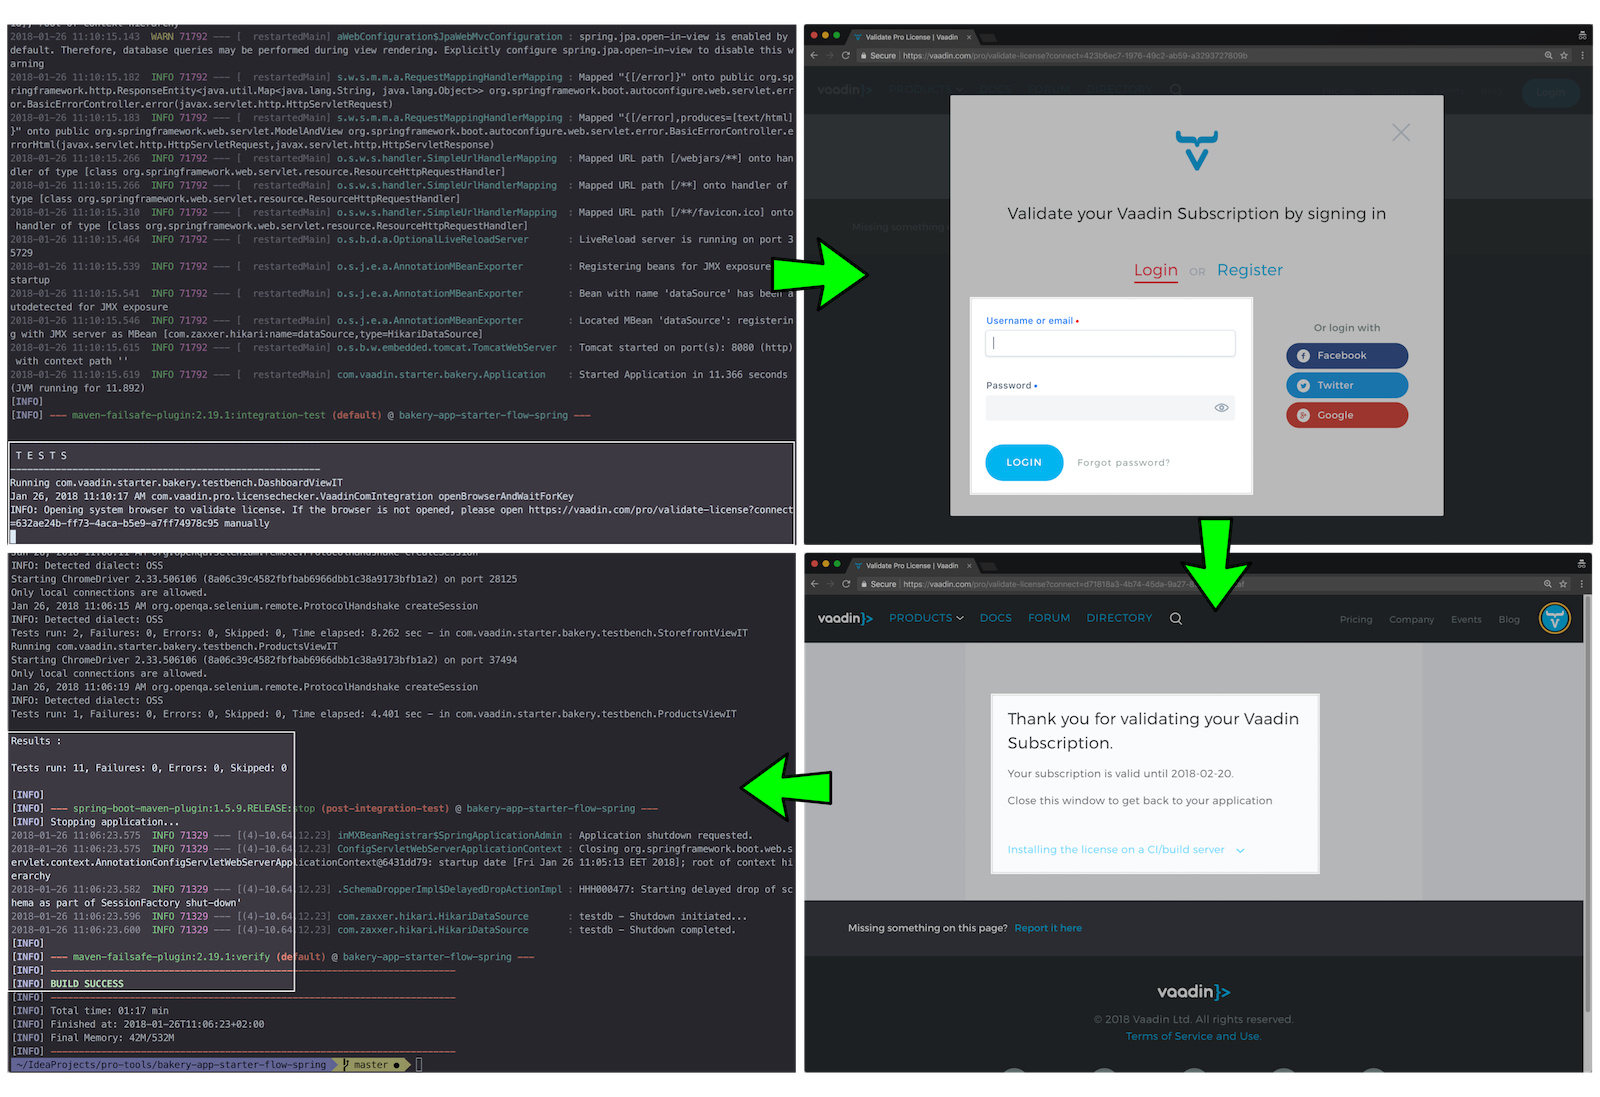 2018-01-26 11:10:15.143  WARN 71792 --- [  restartedMain] aWebConfiguration$JpaWebMvcConfiguration : spring.jpa.open-in-view is enabled by
default. Therefore, database queries may be performed during view rendering. Explicitly configure spring.jpa.open-in-view to disable this w
arning
2018-01-26 11:10:15.182  INFO 71792 --- [  restartedMain] s.w.s.m.m.a.RequestMappingHandlerMapping : Mapped "{[/error]}" onto public org.sp
ringframework.http.ResponseEntity<java.util.Map<java.lang.String, java.lang.Object>> org.springframework.boot.autoconfigure.web.servlet.err
or.BasicErrorController.error(javax.servlet.http.HttpServletRequest)
2018-01-26 11:10:15.183  INFO 71792 --- [  restartedMain] s.w.s.m.m.a.RequestMappingHandlerMapping : Mapped "{[/error],produces=[text/html]
}" onto public org.springframework.web.servlet.ModelAndView org.springframework.boot.autoconfigure.web.servlet.error.BasicErrorController.e
rrorHtml(javax.servlet.http.HttpServletRequest,javax.servlet.http.HttpServletResponse)
2018-01-26 11:10:15.266  INFO 71792 --- [  restartedMain] o.s.w.s.handler.SimpleUrlHandlerMapping  : Mapped URL path [/webjars/**] onto han
dler of type [class org.springframework.web.servlet.resource.ResourceHttpRequestHandler]
2018-01-26 11:10:15.266  INFO 71792 --- [  restartedMain] o.s.w.s.handler.SimpleUrlHandlerMapping  : Mapped URL path [/**] onto handler of
type [class org.springframework.web.servlet.resource.ResourceHttpRequestHandler]
2018-01-26 11:10:15.310  INFO 71792 --- [  restartedMain] o.s.w.s.handler.SimpleUrlHandlerMapping  : Mapped URL path [/**/favicon.ico] onto
 handler of type [class org.springframework.web.servlet.resource.ResourceHttpRequestHandler]
2018-01-26 11:10:15.464  INFO 71792 --- [  restartedMain] o.s.b.d.a.OptionalLiveReloadServer       : LiveReload server is running on port 3
5729
2018-01-26 11:10:15.539  INFO 71792 --- [  restartedMain] o.s.j.e.a.AnnotationMBeanExporter        : Registering beans for JMX exposure
startup
2018-01-26 11:10:15.541  INFO 71792 --- [  restartedMain] o.s.j.e.a.AnnotationMBeanExporter        : Bean with name 'dataSource' has been a
utodetected for JMX exposure
2018-01-26 11:10:15.546  INFO 71792 --- [  restartedMain] o.s.j.e.a.AnnotationMBeanExporter        : Located MBean 'dataSource': registerin
g with JMX server as MBean [com.zaxxer.hikari:name=dataSource,type=HikariDataSource]
2018-01-26 11:10:15.615  INFO 71792 --- [  restartedMain] o.s.b.w.embedded.tomcat.TomcatWebServer  : Tomcat started on port(s): 8080 (http)
 with context path ''
2018-01-26 11:10:15.619  INFO 71792 --- [  restartedMain] com.vaadin.starter.bakery.Application    : Started Application in 11.366 seconds
(JVM running for 11.892)
[INFO]
[INFO] --- maven-failsafe-plugin:2.19.1:integration-test (default) @ bakery-app-starter-flow-spring ---
T E S T S
-------------------------------------------------------
Running com.vaadin.starter.bakery.testbench.DashboardViewIT
Jan 26, 2018 11:10:17 AM com.vaadin.pro.licensechecker.VaadinComIntegration openBrowserAndWaitForKey
INFO: Opening system browser to validate license. If the browser is not opened, please open https://vaadin.com/pro/validate-license?connect
=632ae24b-ff73-4aca-b5e9-a7ff74978c95 manually
Validate Pro License | Vaadin
Secure https://vaadin.com/pro/validate-license?connect=423b6ec7-1976-49c2-ab59-a3293727809b
vaadin}>
Login
Missing something
Validate your Vaadin Subscription by signing in
Login OR Register
Username or email •
Password •
LOGIN
Forgot password?
Or login with
Facebook
Twitter
Google
INFO: Detected dialect: OSS
Starting ChromeDriver 2.33.506106 (8a06c39c4582fbfbab6966dbb1c38a9173bfb1a2) on port 28125
Only local connections are allowed.
Jan 26, 2018 11:06:15 AM org.openqa.selenium.remote.ProtocolHandshake createSession
INFO: Detected dialect: OSS
Tests run: 2, Failures: 0, Errors: 0, Skipped: 0, Time elapsed: 8.262 sec - in com.vaadin.starter.bakery.testbench.StorefrontViewIT
Running com.vaadin.starter.bakery.testbench.ProductsViewIT
Starting ChromeDriver 2.33.506106 (8a06c39c4582fbfbab6966dbb1c38a9173bfb1a2) on port 37494
Only local connections are allowed.
Jan 26, 2018 11:06:19 AM org.openqa.selenium.remote.ProtocolHandshake createSession
INFO: Detected dialect: OSS
Tests run: 1, Failures: 0, Errors: 0, Skipped: 0, Time elapsed: 4.401 sec - in com.vaadin.starter.bakery.testbench.ProductsViewIT
Results :
Tests run: 11, Failures: 0, Errors: 0, Skipped: 0
[INFO]
[INFO] --- spring-boot-maven-plugin:1.5.9.RELEASE:stop (post-integration-test) @ bakery-app-starter-flow-spring ---
[INFO] Stopping application...
2018-01-26 11:06:23.575  INFO 71329 --- [(4)-10.64.12.23] inMXBeanRegistrar$SpringApplicationAdmin : Application shutdown requested.
2018-01-26 11:06:23.575  INFO 71329 --- [(4)-10.64.12.23] ConfigServletWebServerApplicationContext : Closing org.springframework.boot.web.s
ervlet.context.AnnotationConfigServletWebServerApplicationContext@6431dd79: startup date [Fri Jan 26 11:05:13 EET 2018]; root of context hi
erarchy
2018-01-26 11:06:23.582  INFO 71329 --- [(4)-10.64.12.23] .SchemaDropperImpl$DelayedDropActionImpl : HHH000477: Starting delayed drop of sc
hema as part of SessionFactory shut-down'
2018-01-26 11:06:23.596  INFO 71329 --- [(4)-10.64.12.23] com.zaxxer.hikari.HikariDataSource       : testdb - Shutdown initiated...
2018-01-26 11:06:23.600  INFO 71329 --- [(4)-10.64.12.23] com.zaxxer.hikari.HikariDataSource       : testdb - Shutdown completed.
[INFO]
[INFO] --- maven-failsafe-plugin:2.19.1:verify (default) @ bakery-app-starter-flow-spring ---
[INFO] ------------------------------------------------------------------------
[INFO] BUILD SUCCESS
[INFO] ------------------------------------------------------------------------
[INFO] Total time: 01:17 min
[INFO] Finished at: 2018-01-26T11:06:23+02:00
[INFO] Final Memory: 42M/532M
[INFO] ------------------------------------------------------------------------
~/IdeaProjects/pro-tools/bakery-app-starter-flow-spring master ●
Validate Pro License | Vaadin
Secure https://vaadin.com/pro/validate-license?connect=d71818a3-4b74-45da-9a27-
vaadin}> PRODUCTS DOCS FORUM DIRECTORY Pricing Company Events Blog
Thank you for validating your Vaadin
Subscription.
Your subscription is valid until 2018-02-20.
Close this window to get back to your application
Installing the license on a CI/build server
Missing something on this page? Report it here
vaadin}>
© 2018 Vaadin Ltd. All rights reserved.
Terms of Service and Use.